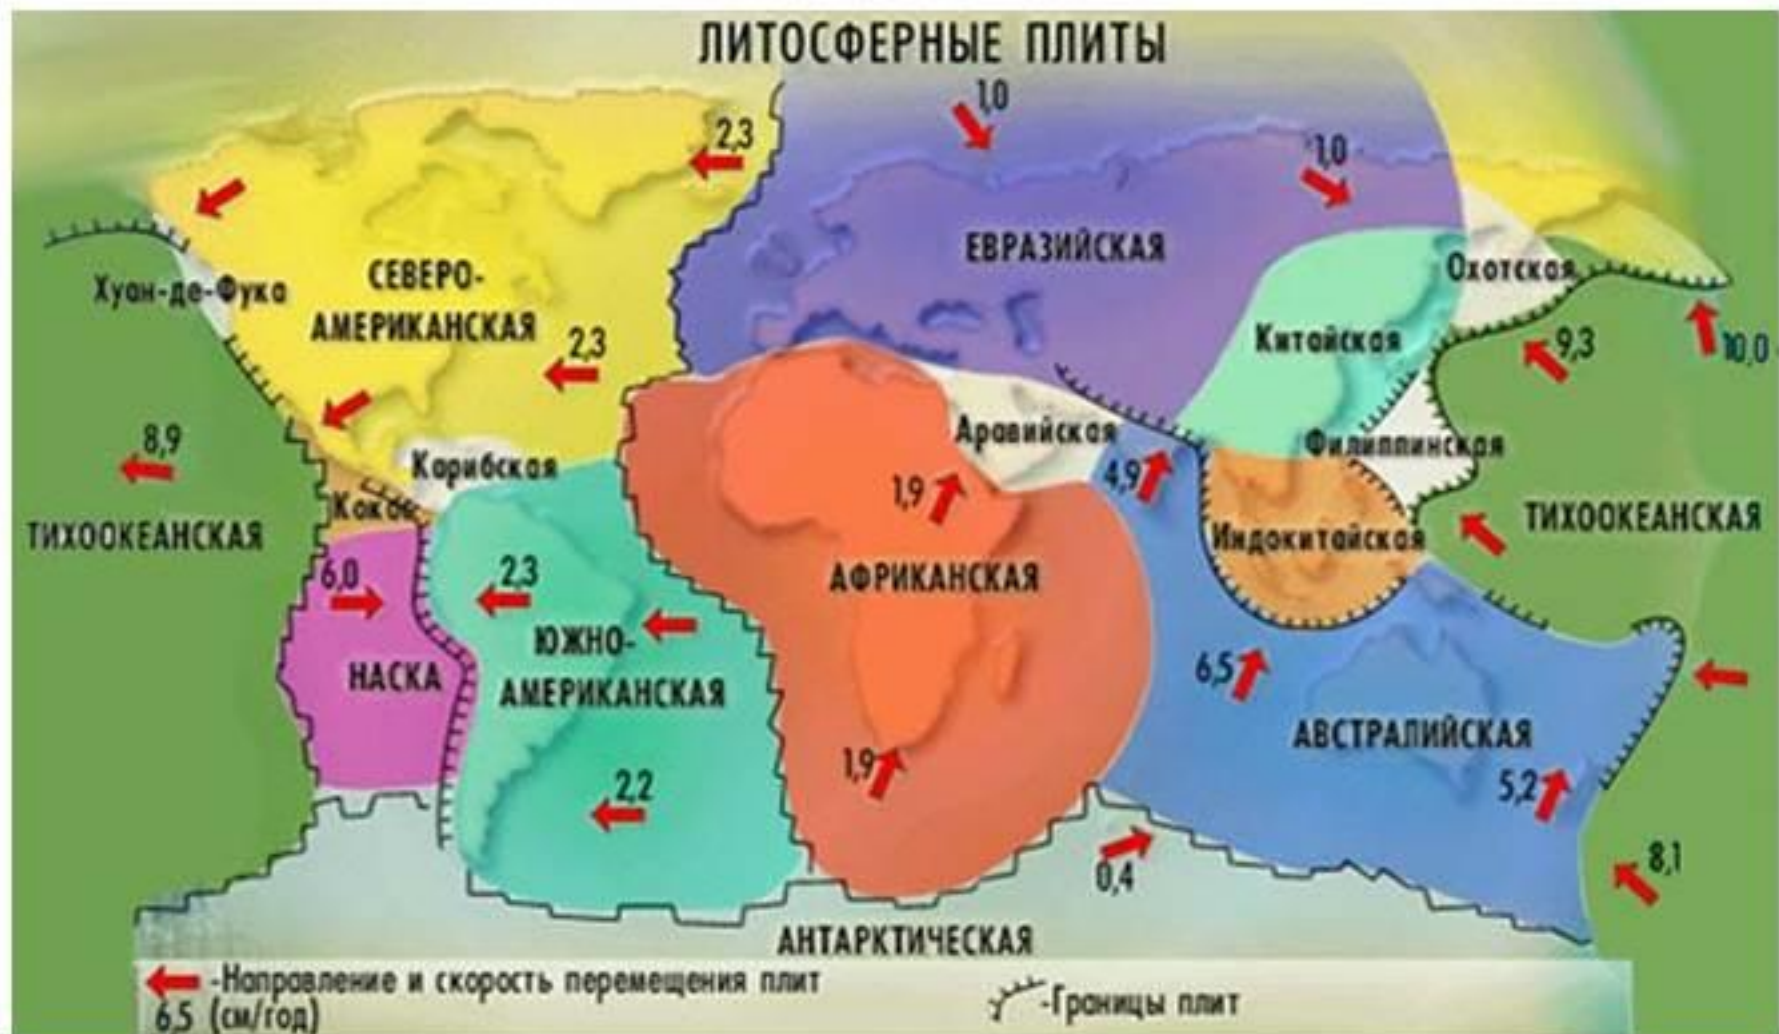 ЛИТОСФЕРНЫЕ ПЛИТЫ
1,0
2,3
1,0
ЕВРАЗИЙСКАЯ
Охотская
Хуан-де-Фука
СЕВЕРО-
АМЕРИКАНСКАЯ
2,3
Китайская
9,3
10,0
8,9
Карибская
Аравийская
Филиппинская
4,9
1,9
Кокос
ТИХООКЕАНСКАЯ
ТИХООКЕАНСКАЯ
Индокитайская
6,0
2,3
АФРИКАНСКАЯ
ЮЖНО-
АМЕРИКАНСКАЯ
НАСКА
6,5
АВСТРАЛИЙСКАЯ
1,9
2,2
5,2
0,4
8,1
АНТАРКТИЧЕСКАЯ
-Направление и скорость перемещения плит
6,5 (см/год)
-Границы плит